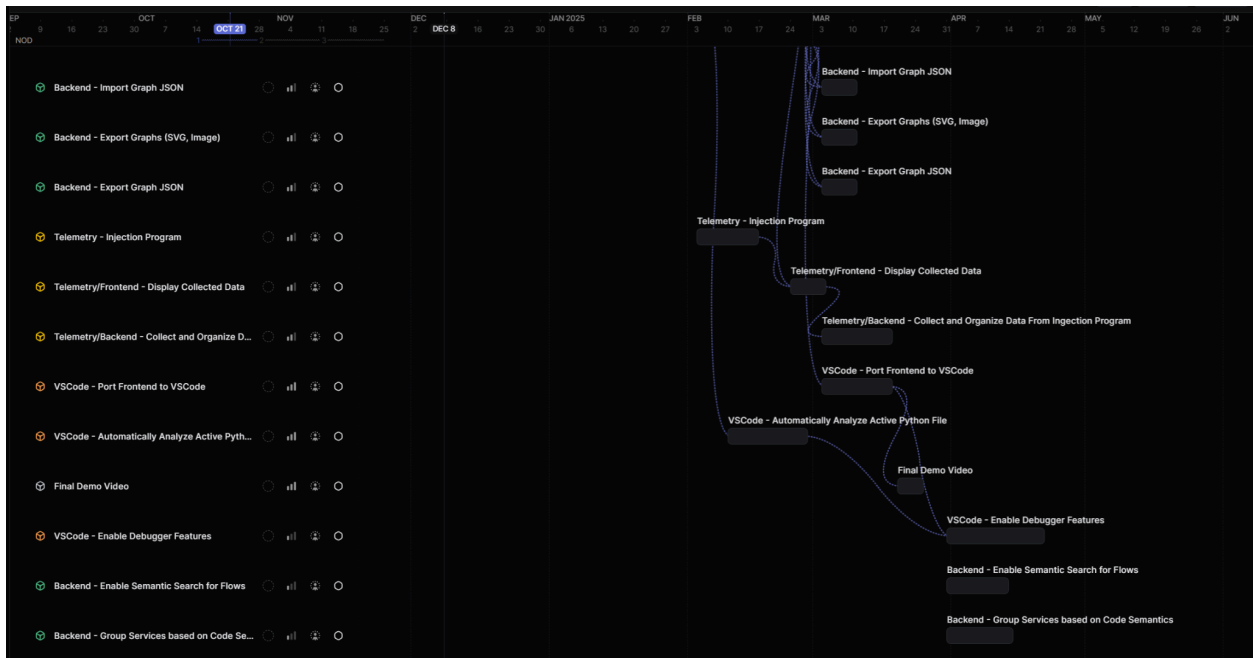 EP OCT NOV DEC JAN 2025 FEB MAR APR MAY JUN
9 16 23 30 7 14 OCT 21 28 4 11 18 25 2 DEC 8 16 23 30 6 13 20 27 3 10 17 24 3 10 17 24 31 7 14 21 28 5 12 19 26 2
NOD 1 2 3
Backend - Import Graph JSON
Backend - Import Graph JSON
Backend - Export Graphs (SVG, Image)
Backend - Export Graphs (SVG, Image)
Backend - Export Graph JSON
Backend - Export Graph JSON
Telemetry - Injection Program
Telemetry - Injection Program
Telemetry/Frontend - Display Collected Data
Telemetry/Frontend - Display Collected Data
Telemetry/Backend - Collect and Organize Data From Ingection Program
Telemetry/Backend - Collect and Organize D...
VSCode - Port Frontend to VSCode
VSCode - Port Frontend to VSCode
VSCode - Automatically Analyze Active Python File
VSCode - Automatically Analyze Active Pyth...
Final Demo Video
Final Demo Video
VSCode - Enable Debugger Features
VSCode - Enable Debugger Features
Backend - Enable Semantic Search for Flows
Backend - Enable Semantic Search for Flows
Backend - Group Services based on Code Semantics
Backend - Group Services based on Code Se...